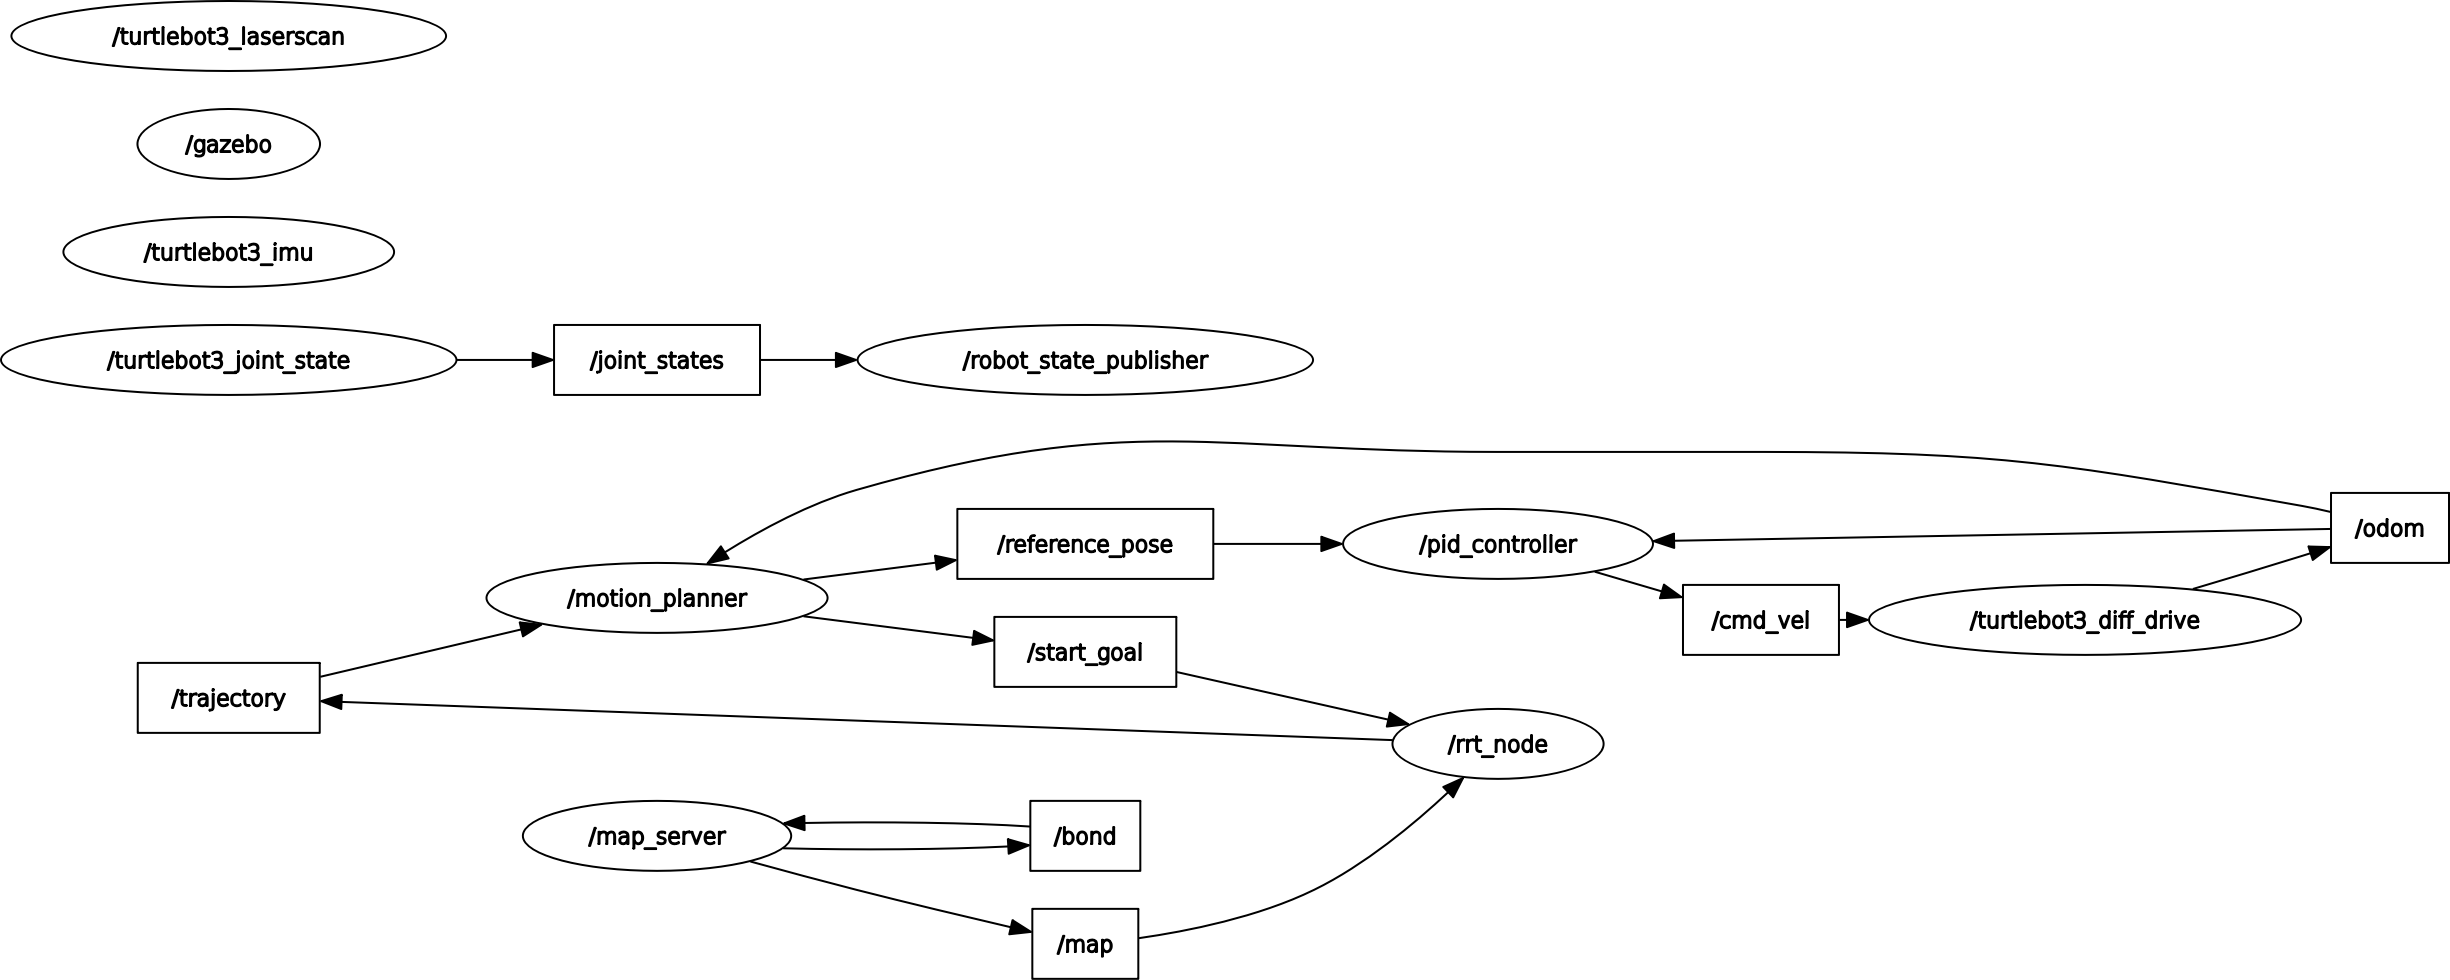 /turtlebot3_laserscan
/gazebo
/turtlebot3_imu
/turtlebot3_joint_state
/joint_states
/robot_state_publisher
/odom
/reference_pose
/pid_controller
/motion_planner
/cmd_vel
/turtlebot3_diff_drive
/start_goal
/trajectory
/rrt_node
/map_server
/bond
/map